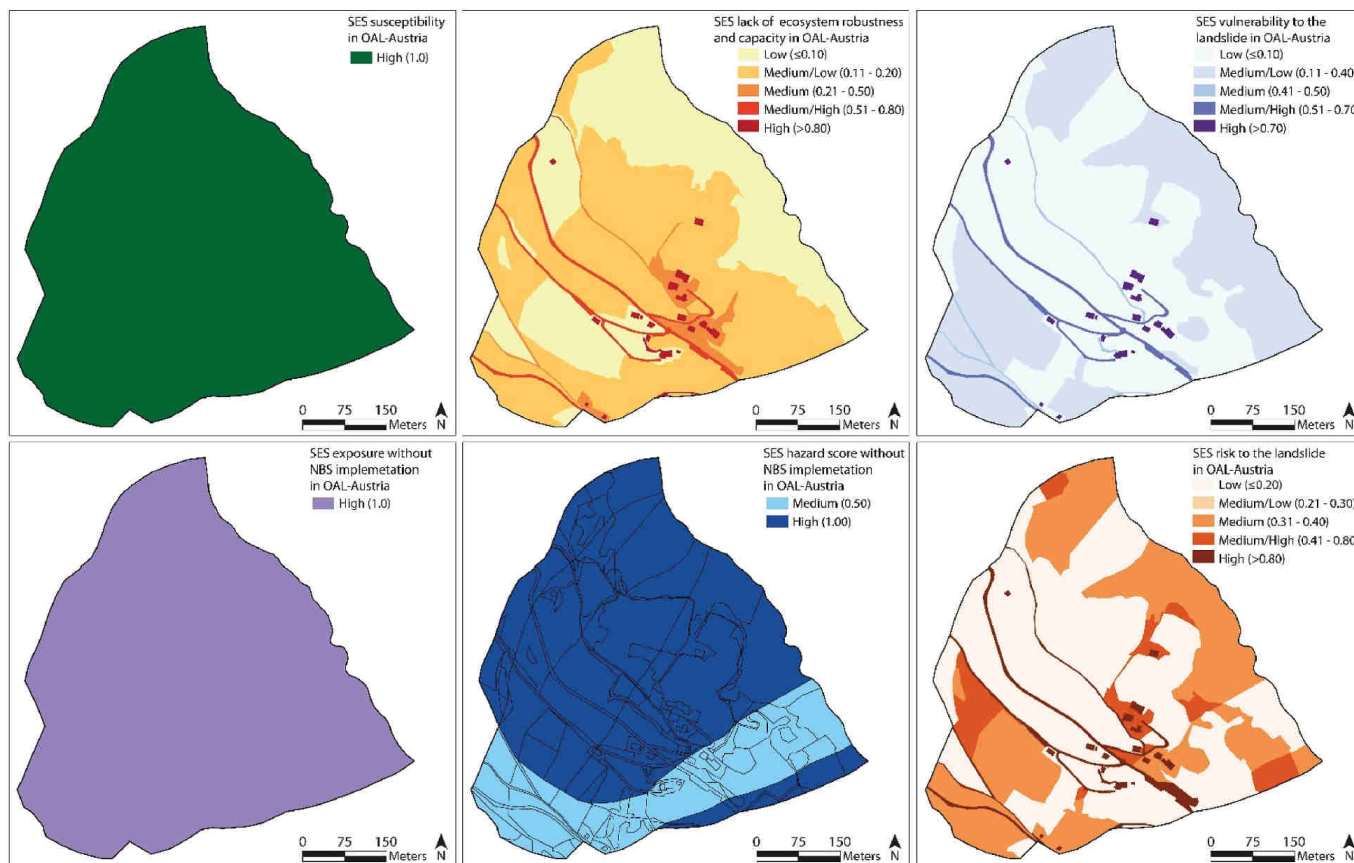 SES susceptibility
in OAL-Austria
High (1.0)
0 75 150
Meters
N
SES lack of ecosystem robustness
and capacity in OAL-Austria
Low (≤0.10)
Medium/Low (0.11 - 0.20)
Medium (0.21 - 0.50)
Medium/High (0.51 - 0.80)
High (>0.80)
0 75 150
Meters
N
SES vulnerability to the
landslide in OAL-Austria
Low (≤0.10)
Medium/Low (0.11 - 0.40)
Medium (0.41 - 0.50)
Medium/High (0.51 - 0.70)
High (>0.70)
0 75 150
Meters
N
SES exposure without
NBS implemetation
in OAL-Austria
High (1.0)
0 75 150
Meters
N
SES hazard score without
NBS implemetation
in OAL-Austria
Medium (0.50)
High (1.00)
0 75 150
Meters
N
SES risk to the landslide
in OAL-Austria
Low (≤0.20)
Medium/Low (0.21 - 0.30)
Medium (0.31 - 0.40)
Medium/High (0.41 - 0.80)
High (>0.80)
0 75 150
Meters
N